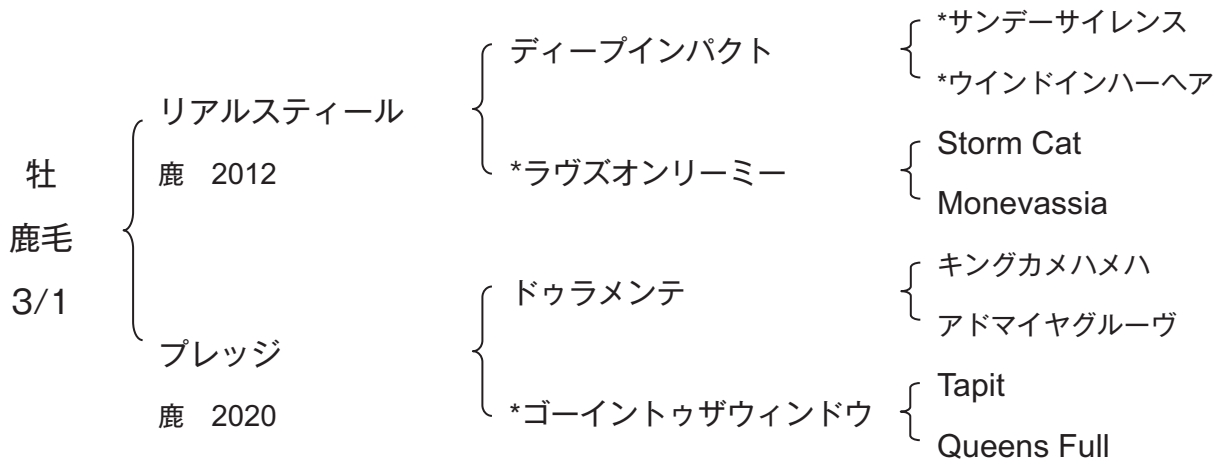 牡
鹿毛
3/1
リアルスティール
鹿 2012
プレッジ
鹿 2020
ディープインパクト
*ラヴズオンリーミー
ドゥラメンテ
*ゴーイントゥザウィンドウ
*サンデーサイレンス
*ウインドインハーヘア
Storm Cat
Monevassia
キングカメハメハ
アドマイヤグルーヴ
Tapit
Queens Full